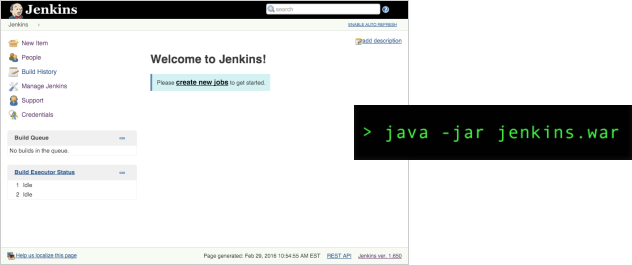 Jenkins
search
Jenkins
ENABLE AUTO REFRESH
New Item
People
Build History
Manage Jenkins
Support
Credentials
add description
Welcome to Jenkins!
Please create new jobs to get started.
Build Queue
No builds in the queue.
Build Executor Status
1 Idle
2 Idle
> java -jar jenkins.war
Help us localize this page
Page generated: Feb 29, 2016 10:54:55 AM EST
REST API
Jenkins ver. 1.650